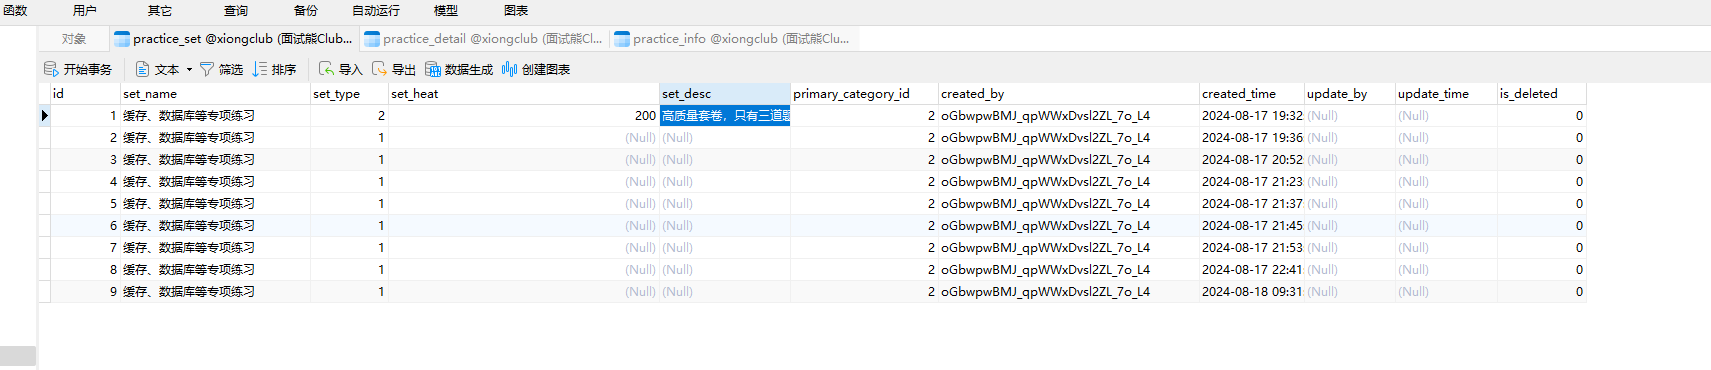 函数 用户 其它 查询 备份 自动运行 模型 图表
对象 practice_set @xiongclub (面试能Club... practice_detail @xiongclub (面试能Cl... practice_info @xiongclub (面试能Clu...
开始事务 文本 筛选 排序 导入 导出 数据生成 创建图表
id set_name set_type set_heat set_desc primary_category_id created_by created_time update_by update_time is_deleted
1 缓存、数据库等专项练习 2 200 高质量套卷，只有三道题 2 oGbwpwBMJ_qpWWxDvsl2ZL_7o_L4 2024-08-17 19:32: (Null) (Null) 0
2 缓存、数据库等专项练习 1 (Null) (Null) 2 oGbwpwBMJ_qpWWxDvsl2ZL_7o_L4 2024-08-17 19:36: (Null) (Null) 0
3 缓存、数据库等专项练习 1 (Null) (Null) 2 oGbwpwBMJ_qpWWxDvsl2ZL_7o_L4 2024-08-17 20:52: (Null) (Null) 0
4 缓存、数据库等专项练习 1 (Null) (Null) 2 oGbwpwBMJ_qpWWxDvsl2ZL_7o_L4 2024-08-17 21:23: (Null) (Null) 0
5 缓存、数据库等专项练习 1 (Null) (Null) 2 oGbwpwBMJ_qpWWxDvsl2ZL_7o_L4 2024-08-17 21:37: (Null) (Null) 0
6 缓存、数据库等专项练习 1 (Null) (Null) 2 oGbwpwBMJ_qpWWxDvsl2ZL_7o_L4 2024-08-17 21:45: (Null) (Null) 0
7 缓存、数据库等专项练习 1 (Null) (Null) 2 oGbwpwBMJ_qpWWxDvsl2ZL_7o_L4 2024-08-17 21:53: (Null) (Null) 0
8 缓存、数据库等专项练习 1 (Null) (Null) 2 oGbwpwBMJ_qpWWxDvsl2ZL_7o_L4 2024-08-17 22:41: (Null) (Null) 0
9 缓存、数据库等专项练习 1 (Null) (Null) 2 oGbwpwBMJ_qpWWxDvsl2ZL_7o_L4 2024-08-18 09:31: (Null) (Null) 0